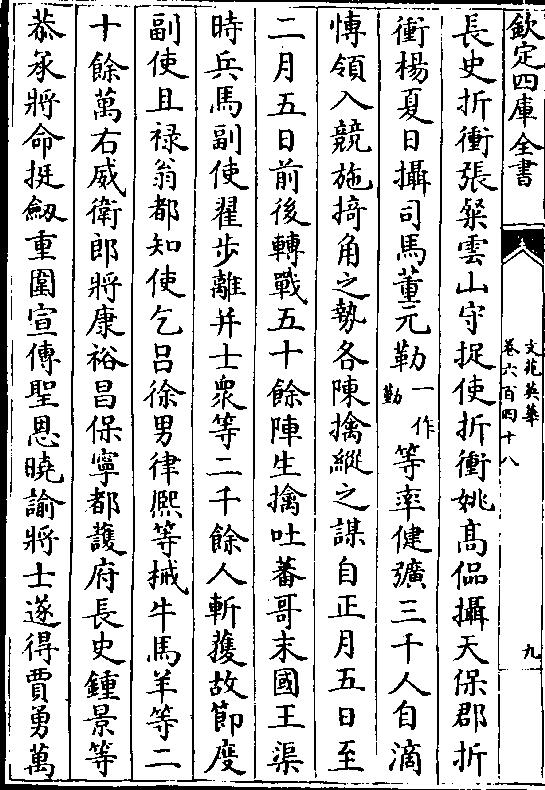 欽定四庫全書
文苑英華
卷六百四十八
九
長史折衝張粲雲山守捉使折衝姚高偘攝天保郡折
衝楊夏日攝司馬董元勒一作勤等率健彍三千人自滴
慱領入競施掎角之勢各陳擒縱之謀自正月五日至
二月五日前後轉戰五十餘陣生擒吐蕃哥末國王渠
時兵馬副使翟步離并士衆等二千餘人斬獲故節度
副使且禄翁都知使乞吕徐男律熈等椷牛馬羊等二
十餘萬右威衛郎將康裕昌保寧都䕶府長史鍾景等
恭承將命挺劒重圍宣傳聖恩曉諭將士遂得賈勇萬